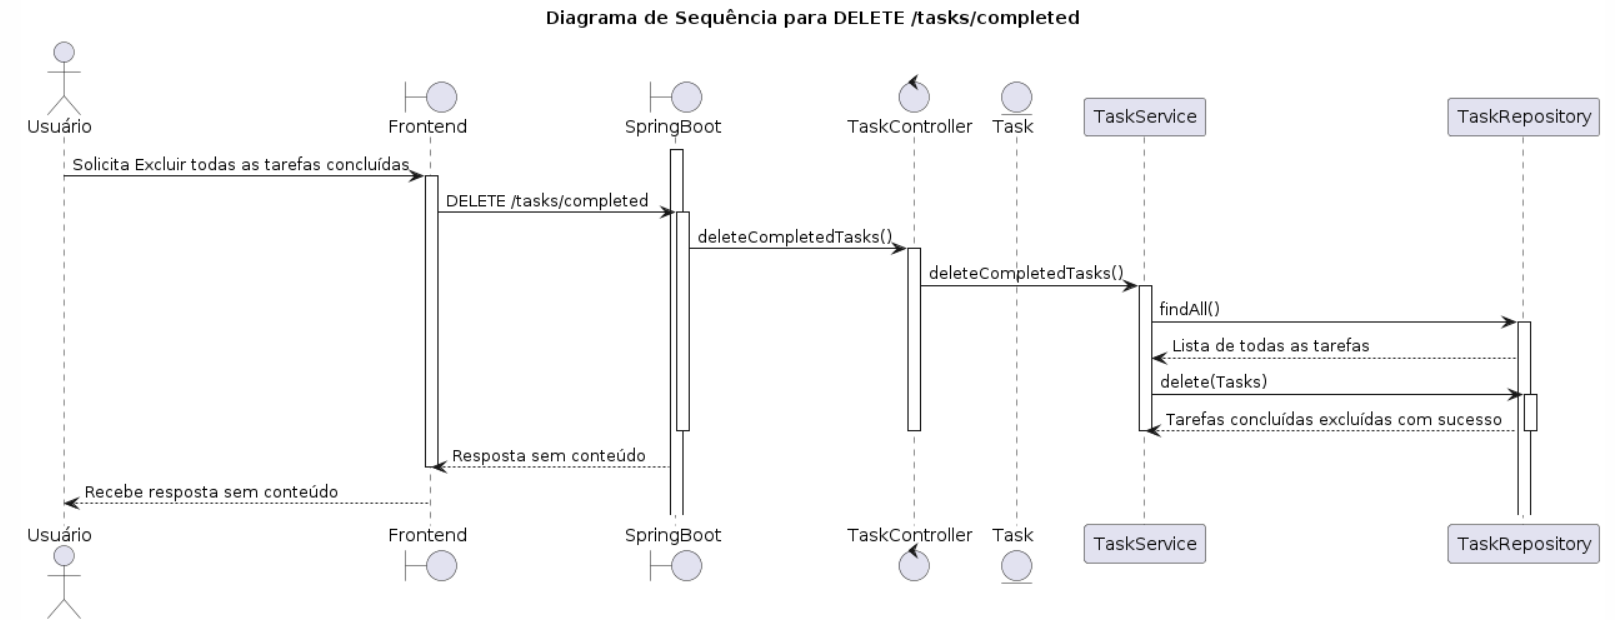 Diagrama de Sequência para DELETE /tasks/completed
Usuário
Frontend
SpringBoot
TaskController
Task
TaskService
TaskRepository
Solicita Excluir todas as tarefas concluídas
DELETE /tasks/completed
deleteCompletedTasks()
deleteCompletedTasks()
findAll()
Lista de todas as tarefas
delete(Tasks)
Tarefas concluídas excluídas com sucesso
Resposta sem conteúdo
Recebe resposta sem conteúdo
Usuário
Frontend
SpringBoot
TaskController
Task
TaskService
TaskRepository